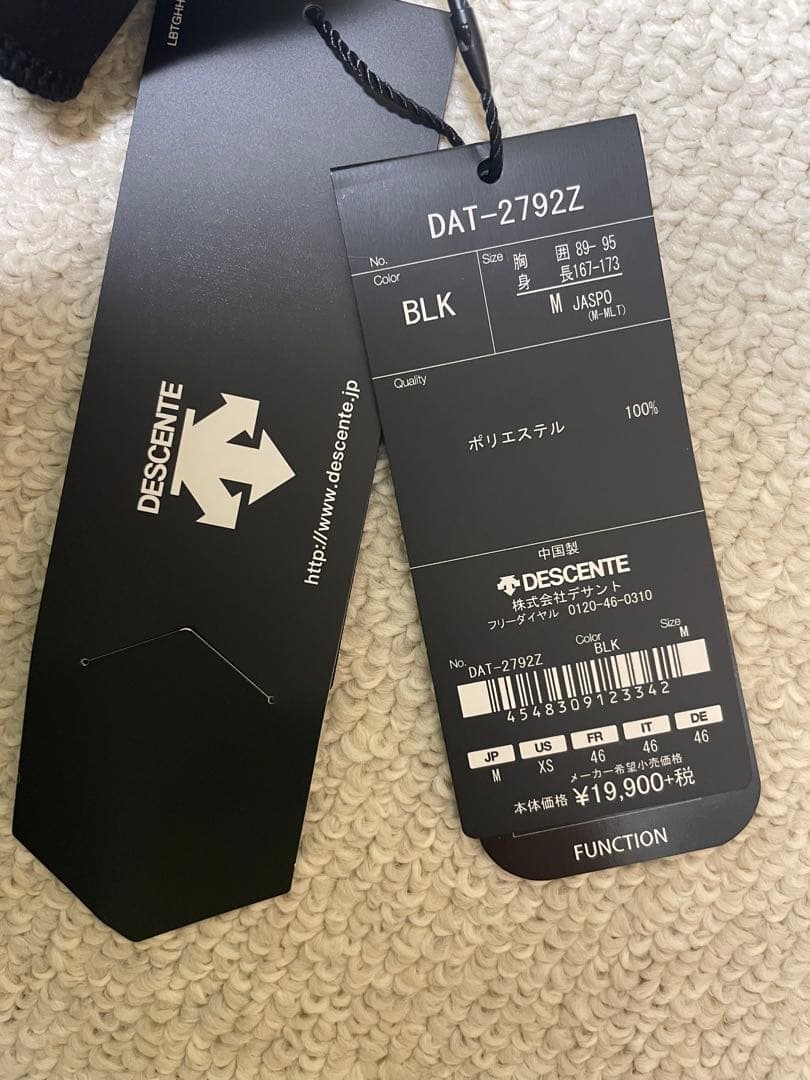 LBTGHH
DESCENTE
http://www.descente.jp
DAT-2792Z
No.
Color
BLK
Size
胸 囲 89- 95
身 長167-173
M JASPO
(M-MLT)
Quality
ポリエステル 100%
中国製
DESCENTE
株式会社デサント
フリーダイヤル 0120-46-0310
No. DAT-2792Z
Color BLK
Size M
4548309123342
JP US FR IT DE
M XS 46 46 46
メーカー希望小売価格
本体価格 ¥19,900+税
FUNCTION